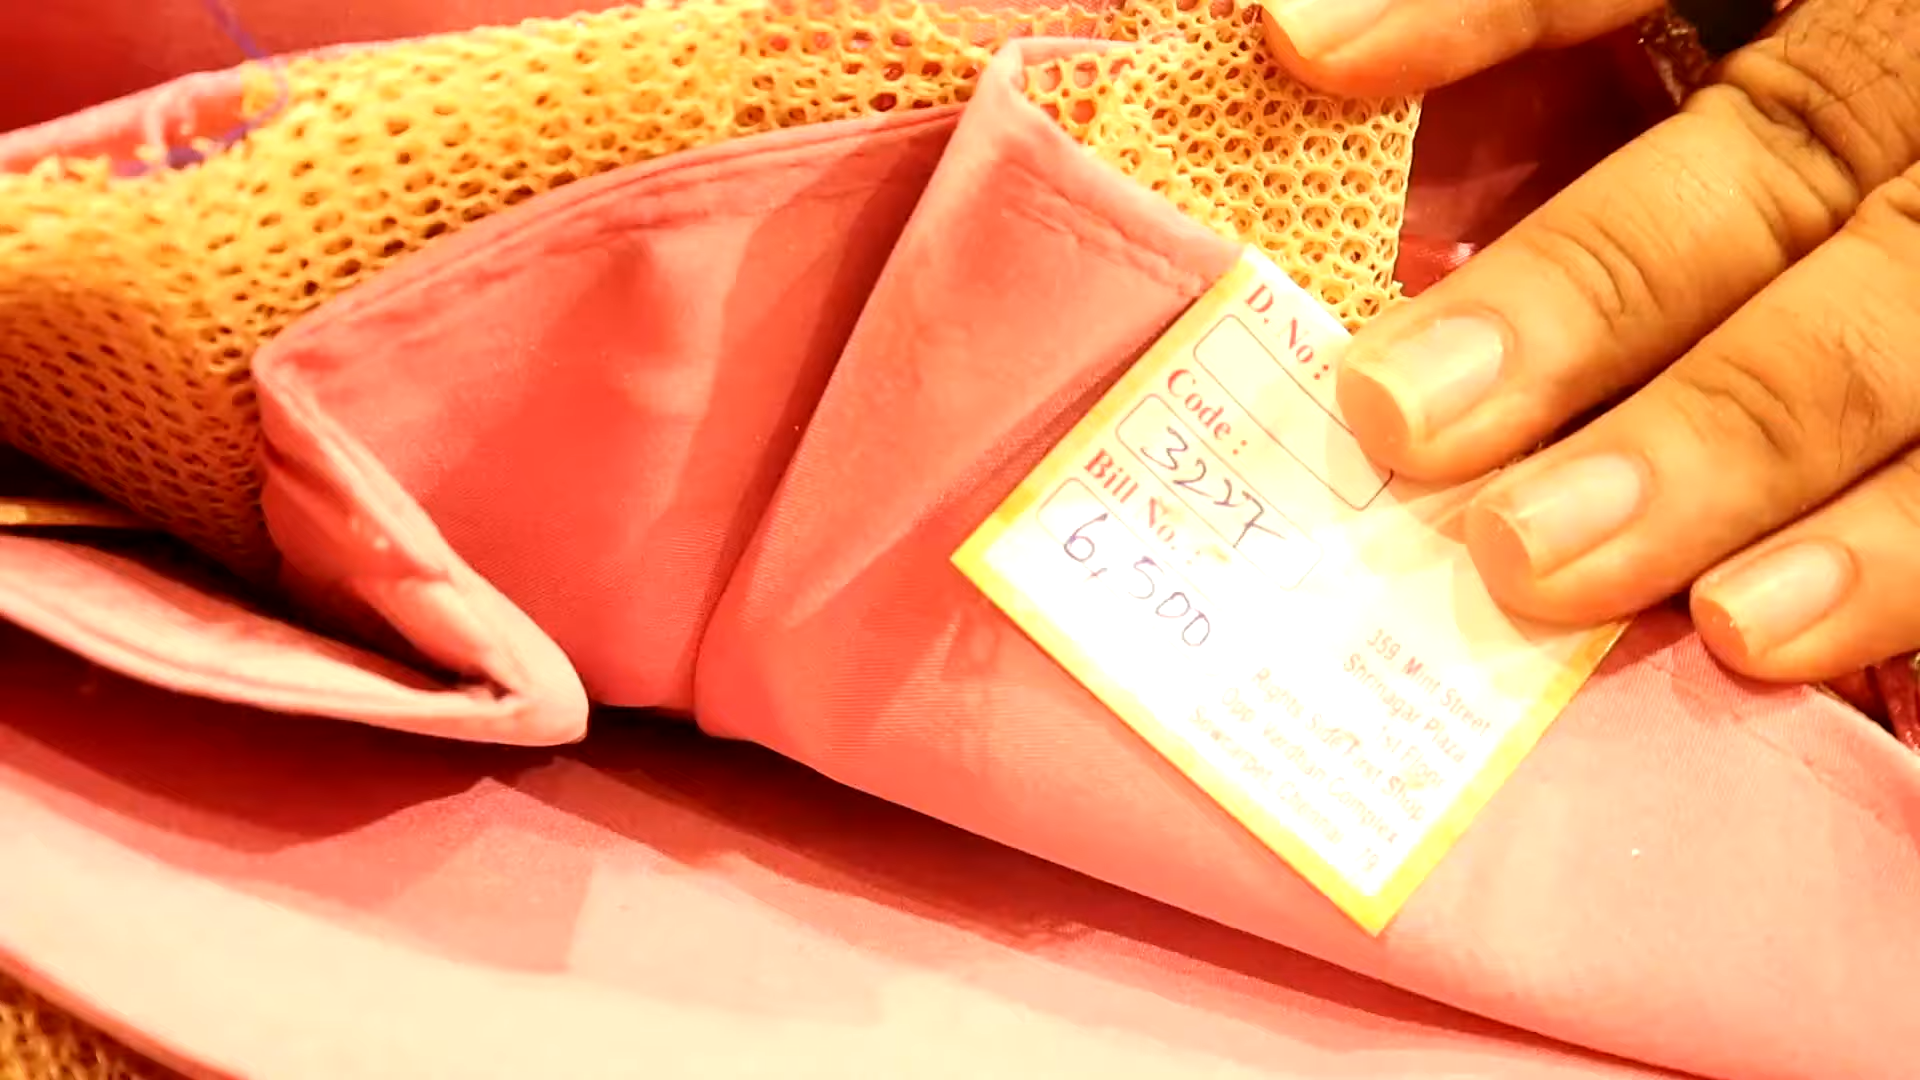 D. No :
Code :
3227
Bill No. :
6,500
359 Mint Street
Shrinagar Plaza
1st Floor
Right Side Last Shop
Opp. Vardhan Complex
Sowcarpet Chennai - 79